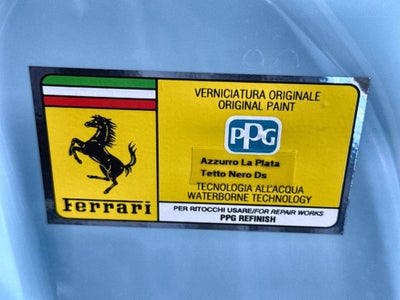 VERNICIATURA ORIGINALE
ORIGINAL PAINT
PPG
Azzurro La Plata
Tetto Nero Ds
TECNOLOGIA ALL'ACQUA
WATERBORNE TECHNOLOGY
Ferrari
PER RITOCCHI USARE/FOR REPAIR WORKS
PPG REFINISH